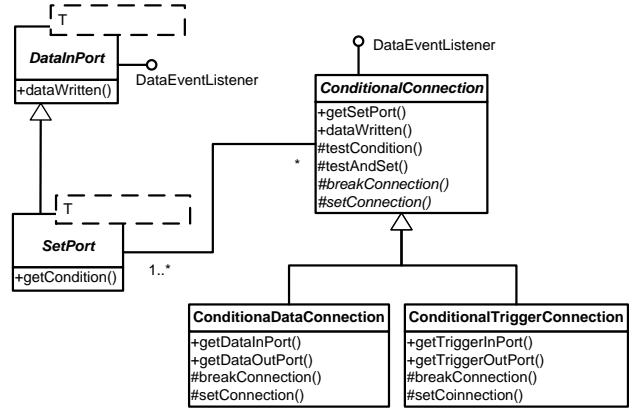 T
DataInPort
+dataWritten()
DataEventListener
DataEventListener
ConditionalConnection
+getSetPort()
+dataWritten()
#testCondition()
#testAndSet()
#breakConnection()
#setConnection()
*
T
SetPort
+getCondition()
1..*
ConditionaDataConnection
+getDataInPort()
+getDataOutPort()
#breakConnection()
#setConnection()
ConditionalTriggerConnection
+getTriggerInPort()
+getTriggerOutPort()
#breakConnection()
#setCoinnection()